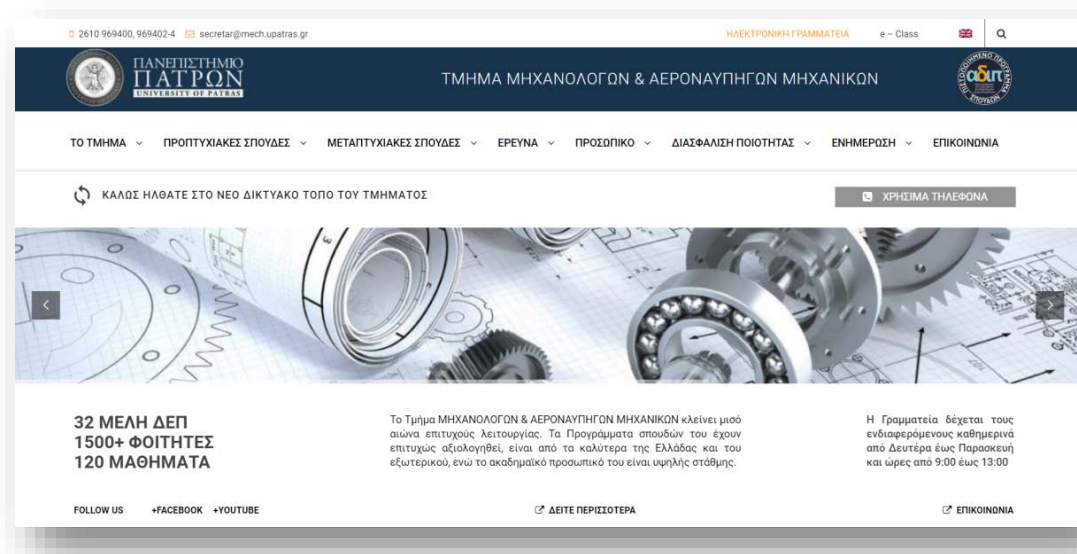 2610 969400, 969402-4 secretar@mech.upatras.gr
ΗΛΕΚΤΡΟΝΙΚΗ ΓΡΑΜΜΑΤΕΙΑ e – Class
ΠΑΝΕΠΙΣΤΗΜΙΟ
ΠΑΤΡΩΝ
UNIVERSITY OF PATRAS
ΤΜΗΜΑ ΜΗΧΑΝΟΛΟΓΩΝ & ΑΕΡΟΝΑΥΠΗΓΩΝ ΜΗΧΑΝΙΚΩΝ
ΠΙΣΤΟΠΟΙΗΜΕΝΟ ΠΡΟΓΡΑΜΜΑ ΣΠΟΥΔΩΝ
αδιπ
ΤΟ ΤΜΗΜΑ ΠΡΟΠΤΥΧΙΑΚΕΣ ΣΠΟΥΔΕΣ ΜΕΤΑΠΤΥΧΙΑΚΕΣ ΣΠΟΥΔΕΣ ΕΡΕΥΝΑ ΠΡΟΣΩΠΙΚΟ ΔΙΑΣΦΑΛΙΣΗ ΠΟΙΟΤΗΤΑΣ ΕΝΗΜΕΡΩΣΗ ΕΠΙΚΟΙΝΩΝΙΑ
ΚΑΛΩΣ ΗΛΘΑΤΕ ΣΤΟ ΝΕΟ ΔΙΚΤΥΑΚΟ ΤΟΠΟ ΤΟΥ ΤΜΗΜΑΤΟΣ
ΧΡΗΣΙΜΑ ΤΗΛΕΦΩΝΑ
32 ΜΕΛΗ ΔΕΠ
1500+ ΦΟΙΤΗΤΕΣ
120 ΜΑΘΗΜΑΤΑ
Το Τμήμα ΜΗΧΑΝΟΛΟΓΩΝ & ΑΕΡΟΝΑΥΠΗΓΩΝ ΜΗΧΑΝΙΚΩΝ κλείνει μισό
αιώνα επιτυχούς λειτουργίας. Τα Προγράμματα σπουδών του έχουν
επιτυχώς αξιολογηθεί, είναι από τα καλύτερα της Ελλάδας και του
εξωτερικού, ενώ το ακαδημαϊκό προσωπικό του είναι υψηλής στάθμης.
Η Γραμματεία δέχεται τους
ενδιαφερόμενους καθημερινά
από Δευτέρα έως Παρασκευή
και ώρες από 9:00 έως 13:00
FOLLOW US +FACEBOOK +YOUTUBE
ΔΕΙΤΕ ΠΕΡΙΣΣΟΤΕΡΑ
ΕΠΙΚΟΙΝΩΝΙΑ